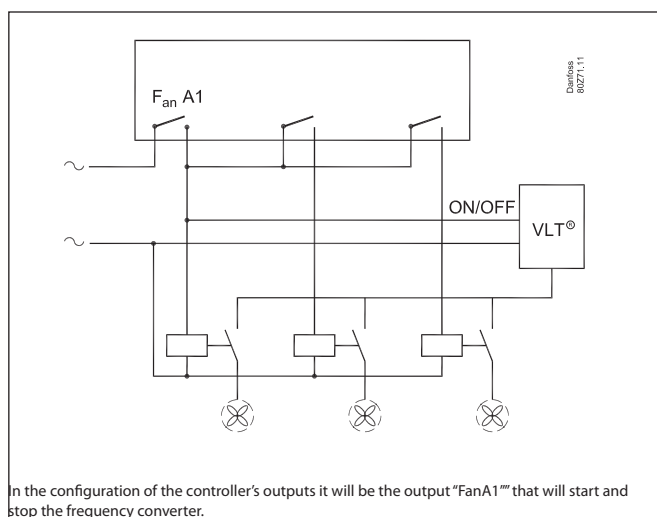 Danfoss
80Z71.11
Fan A1
ON/OFF
VLT®
In the configuration of the controller’s outputs it will be the output “FanA1”” that will start and
stop the frequency converter.